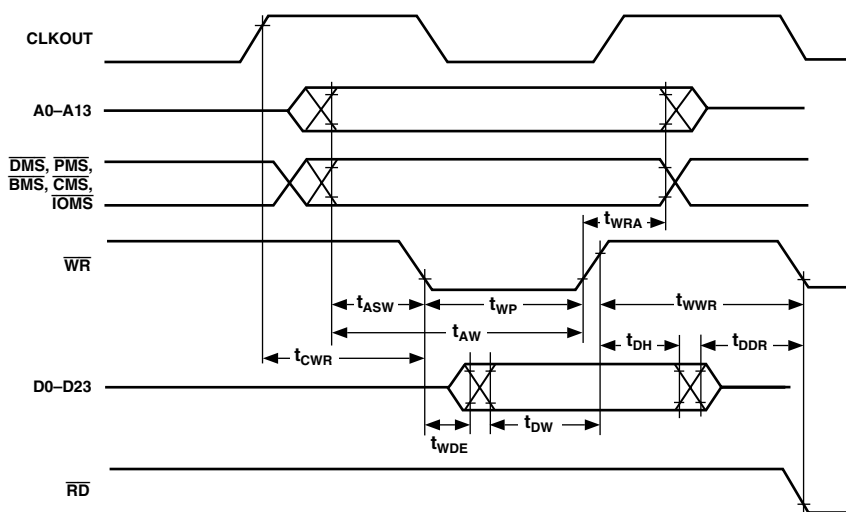 CLKOUT
A0–A13
DMS, PMS,
BMS, CMS,
IOMS
tWRA
WR
tASW
tWP
tWWR
tAW
tCWR
tDH
tDDR
D0–D23
tWDE
tDW
RD